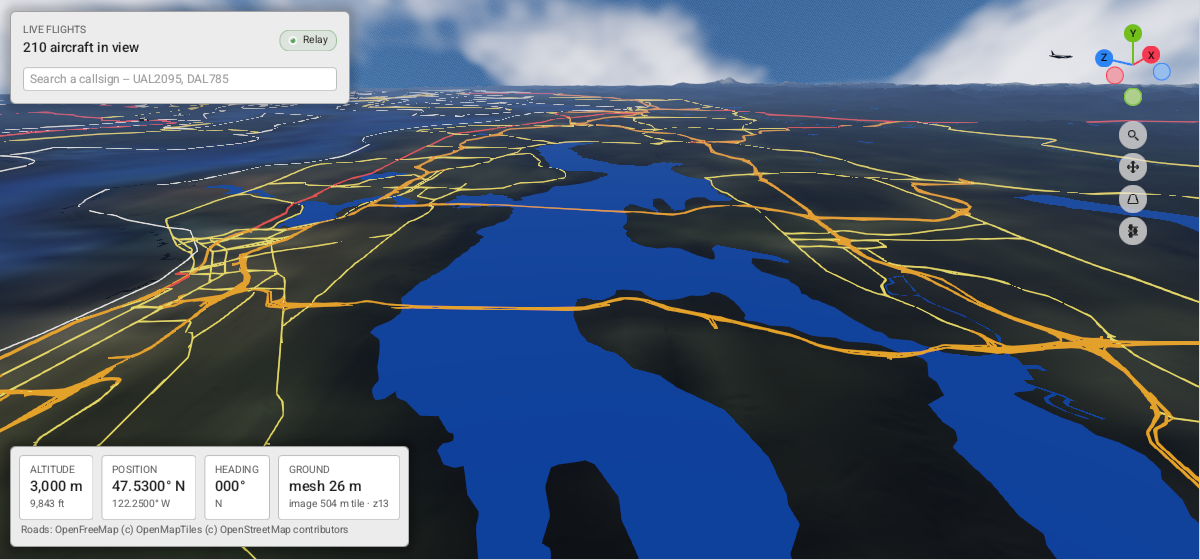 LIVE FLIGHTS
210 aircraft in view
Relay
Search a callsign – UAL2095, DAL785
Y
Z
X
ALTITUDE
3,000 m
9,843 ft
POSITION
47.5300° N
122.2500° W
HEADING
000°
N
GROUND
mesh 26 m
image 504 m tile · z13
Roads: OpenFreeMap (c) OpenMapTiles (c) OpenStreetMap contributors